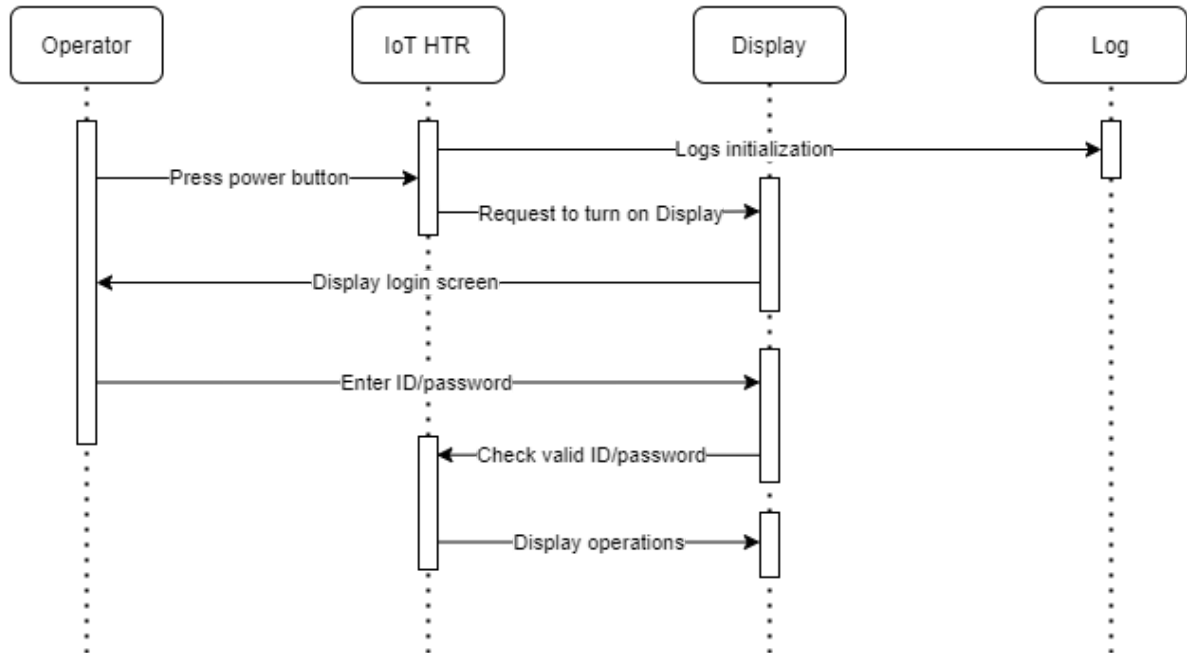 Operator
IoT HTR
Display
Log
Logs initialization
Press power button
Request to turn on Display
Display login screen
Enter ID/password
Check valid ID/password
Display operations